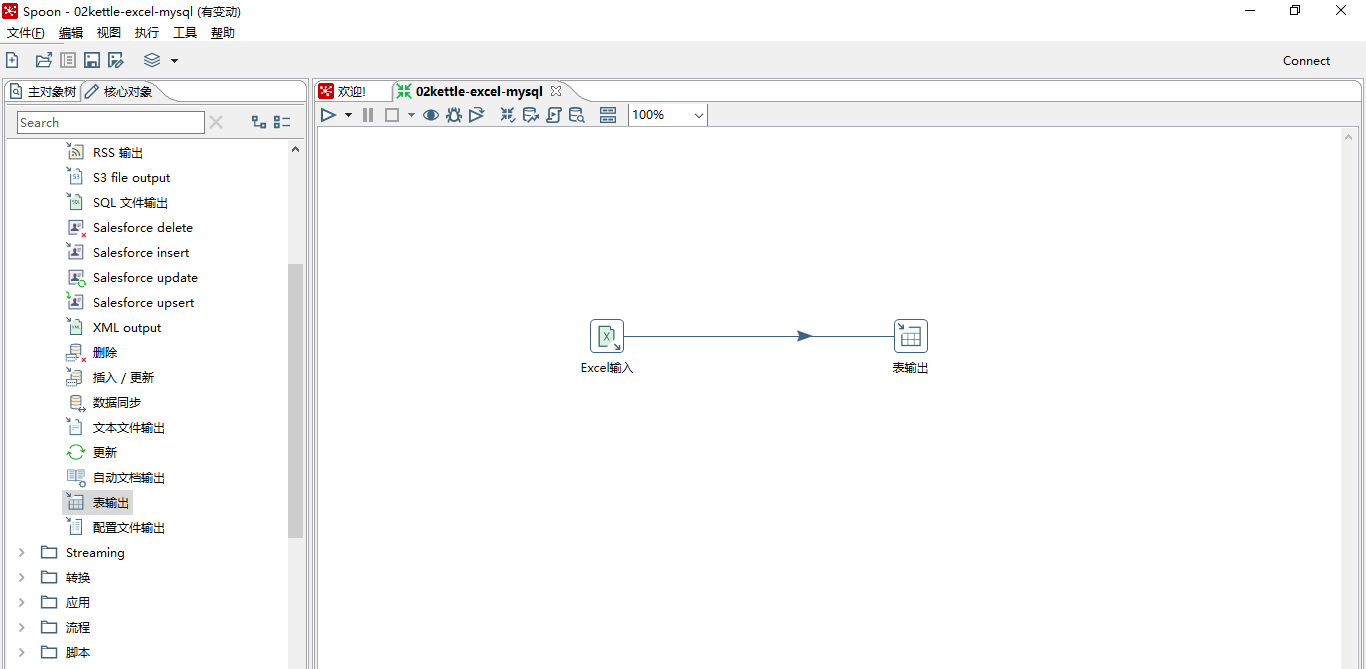 Spoon - 02kettle-excel-mysql (有变动)
文件(F) 编辑 视图 执行 工具 帮助
Connect
主对象树 核心对象
欢迎! 02kettle-excel-mysql
Search
100%
RSS 输出
S3 file output
SQL 文件输出
Salesforce delete
Salesforce insert
Salesforce update
Salesforce upsert
XML output
删除
插入 / 更新
数据同步
文本文件输出
更新
自动文档输出
表输出
配置文件输出
Streaming
转换
应用
流程
脚本
Excel输入
表输出